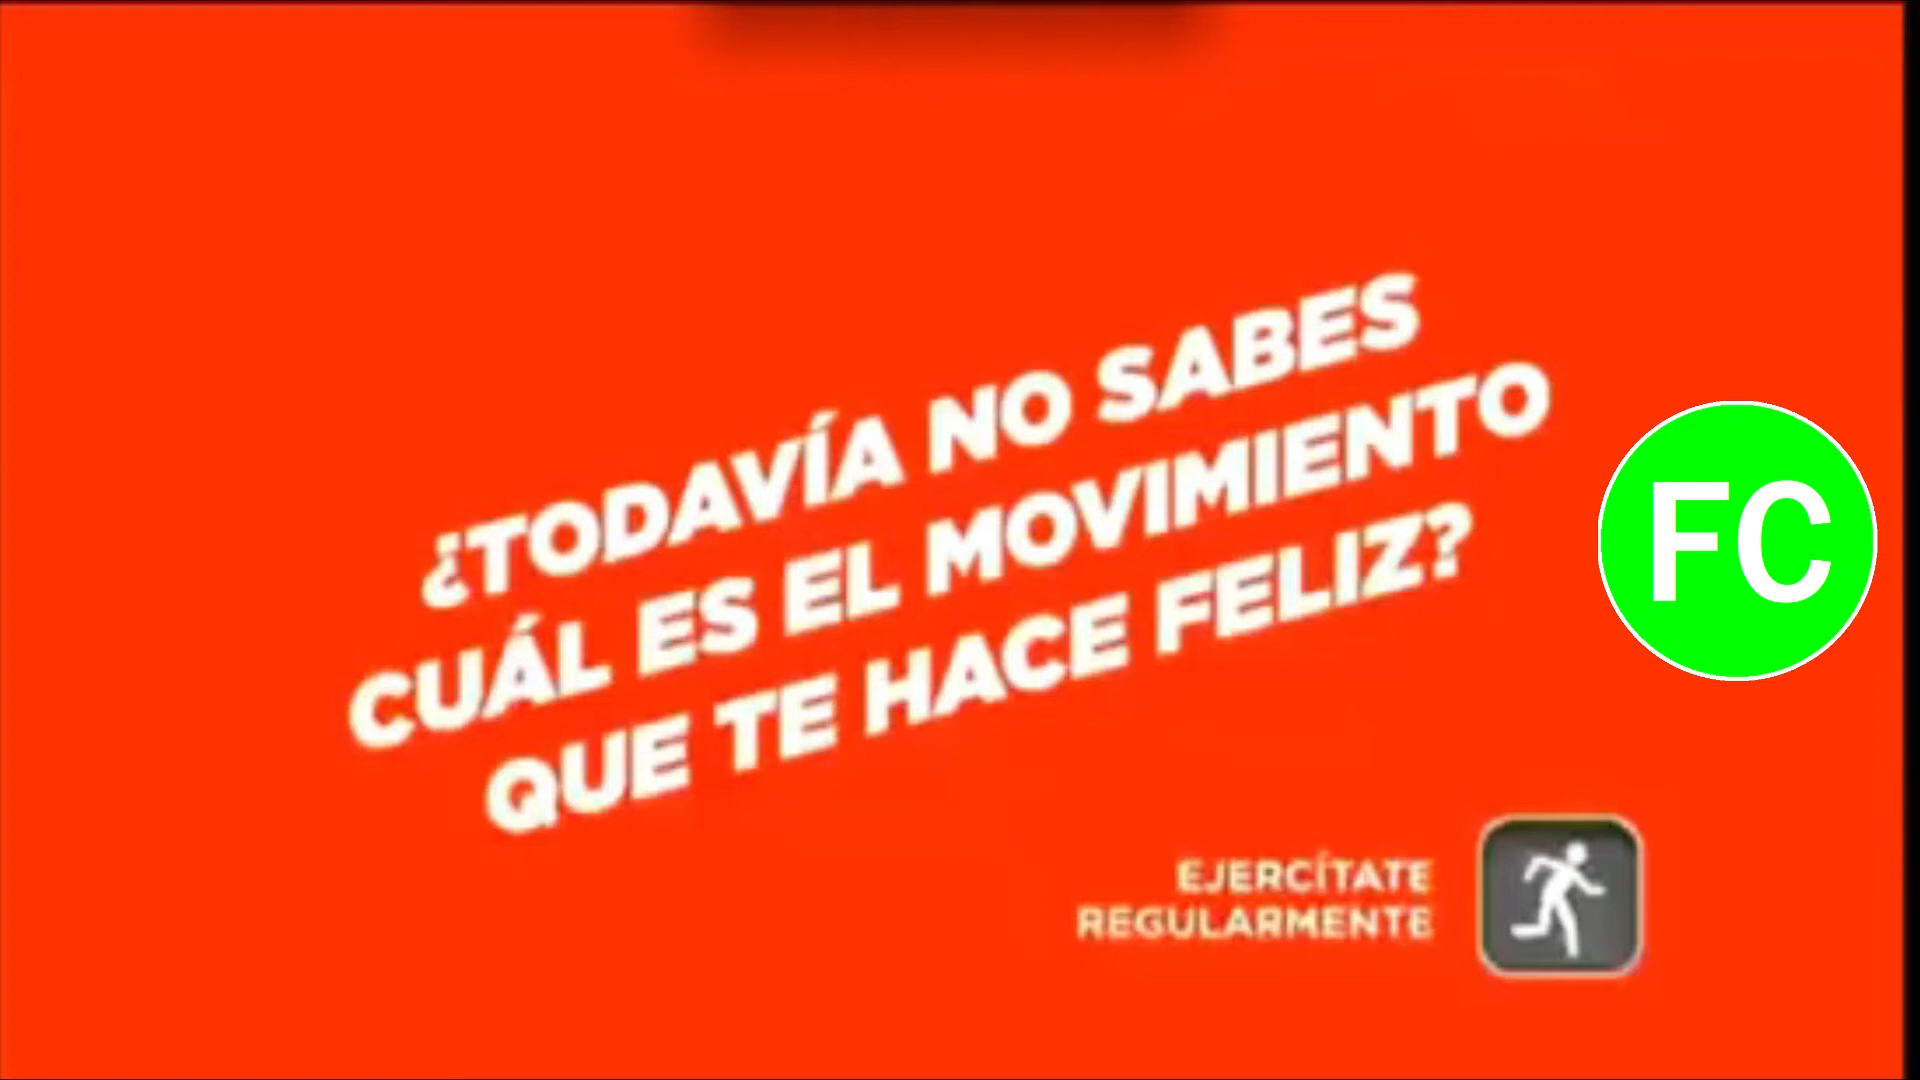 ¿TODAVÍA NO SABES
CUÁL ES EL MOVIMIENTO
QUE TE HACE FELIZ?
FC
EJERCÍTATE
REGULARMENTE